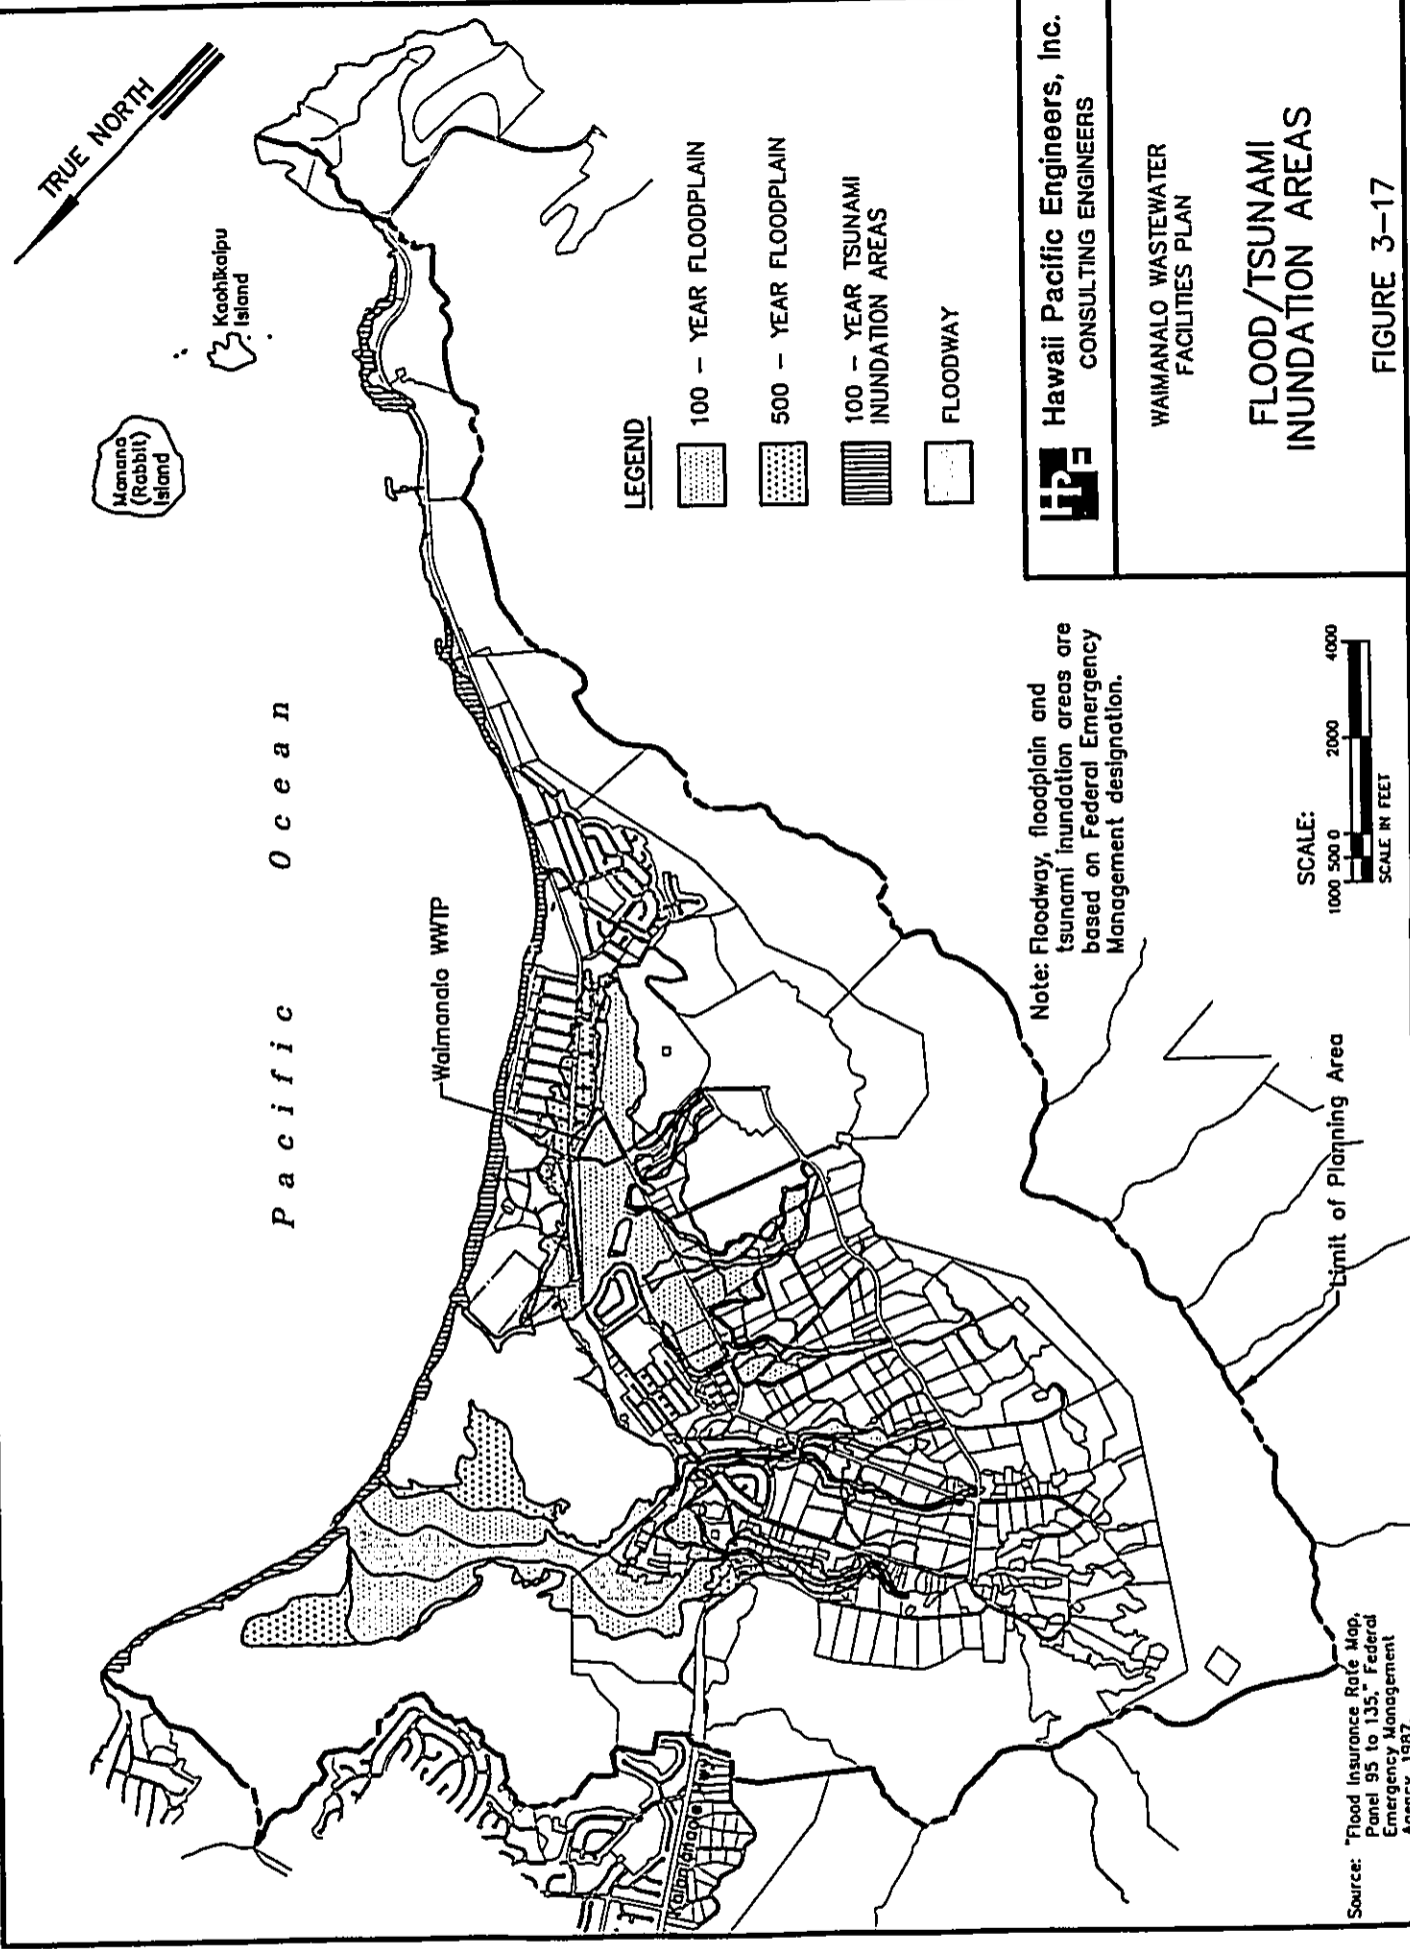 TRUE NORTH
Manana
(Rabbit)
Island
Kaohikaipu
Island
Pacific Ocean
Waimanalo WWTP
LEGEND
100 - YEAR FLOODPLAIN
500 - YEAR FLOODPLAIN
100 - YEAR TSUNAMI
INUNDATION AREAS
FLOODWAY
Note: Floodway, floodplain and
tsunami inundation areas are
based on Federal Emergency
Management designation.
SCALE:
1000 500 0 2000 4000
SCALE IN FEET
Limit of Planning Area
Kalanianaole Hwy
Source: "Flood Insurance Rate Map,
Panel 95 to 135," Federal
Emergency Management
Agency, 1987.
HP
Hawaii Pacific Engineers, Inc.
CONSULTING ENGINEERS
WAIMANALO WASTEWATER
FACILITIES PLAN
FLOOD/TSUNAMI
INUNDATION AREAS
FIGURE 3-17